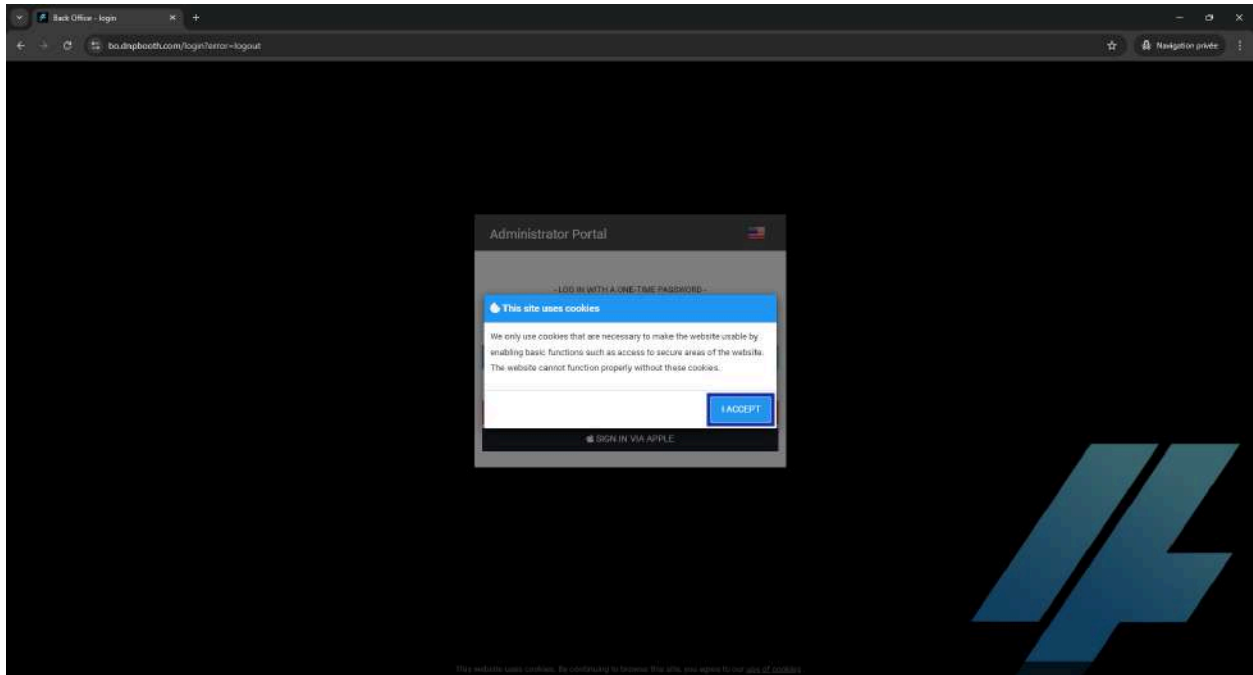 Back Office - login
bo.dnpbooth.com/login?error=logout
Navigation privée
Administrator Portal
- LOG IN WITH A ONE-TIME PASSWORD -
This site uses cookies
We only use cookies that are necessary to make the website usable by
enabling basic functions such as access to secure areas of the website.
The website cannot function properly without these cookies.
I ACCEPT
SIGN IN VIA APPLE
This website uses cookies. By continuing to browse this site, you agree to our use of cookies